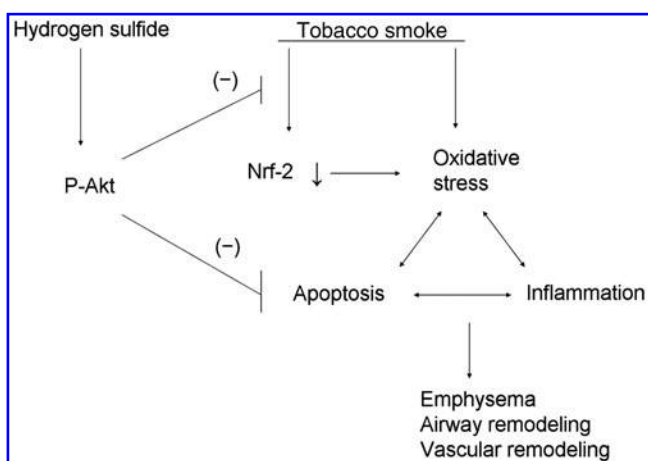 Hydrogen sulfide
Tobacco smoke
(−)
P-Akt
Nrf-2 ↓
Oxidative
stress
(−)
Apoptosis
Inflammation
Emphysema
Airway remodeling
Vascular remodeling